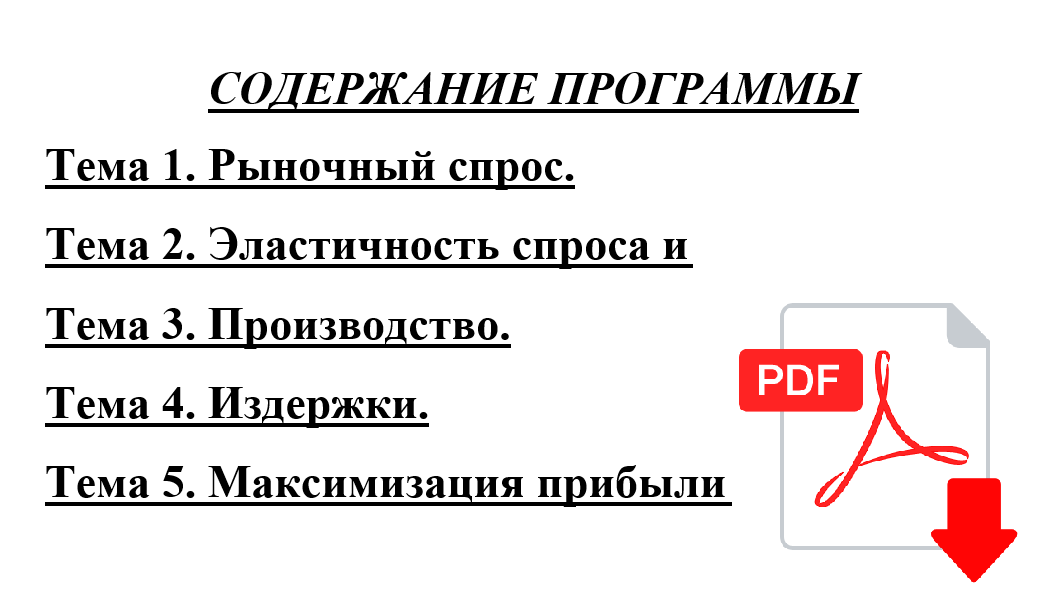 СОДЕРЖАНИЕ ПРОГРАММЫ
Тема 1. Рыночный спрос.
Тема 2. Эластичность спроса и
Тема 3. Производство.
Тема 4. Издержки.
Тема 5. Максимизация прибыли
PDF